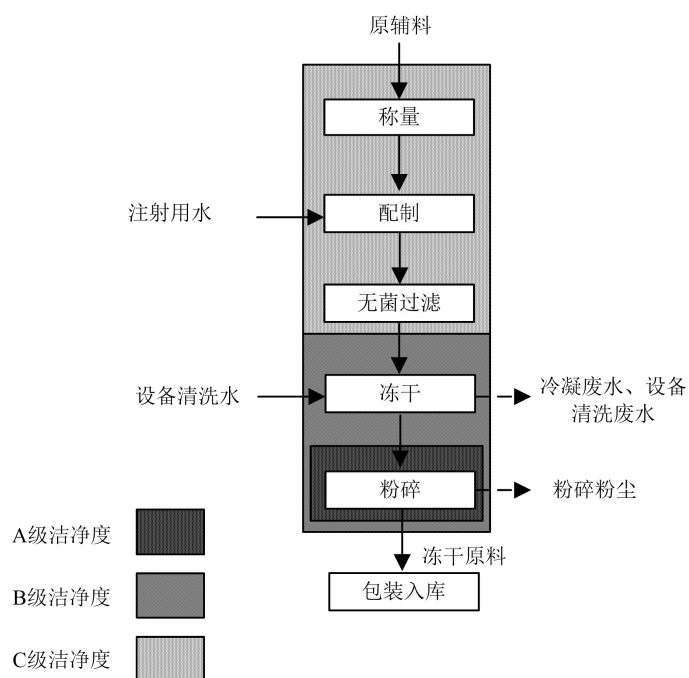 原辅料
称量
注射用水
配制
无菌过滤
设备清洗水
冻干
冷凝废水、设备
清洗废水
粉碎
粉碎粉尘
冻干原料
包装入库
A级洁净度
B级洁净度
C级洁净度